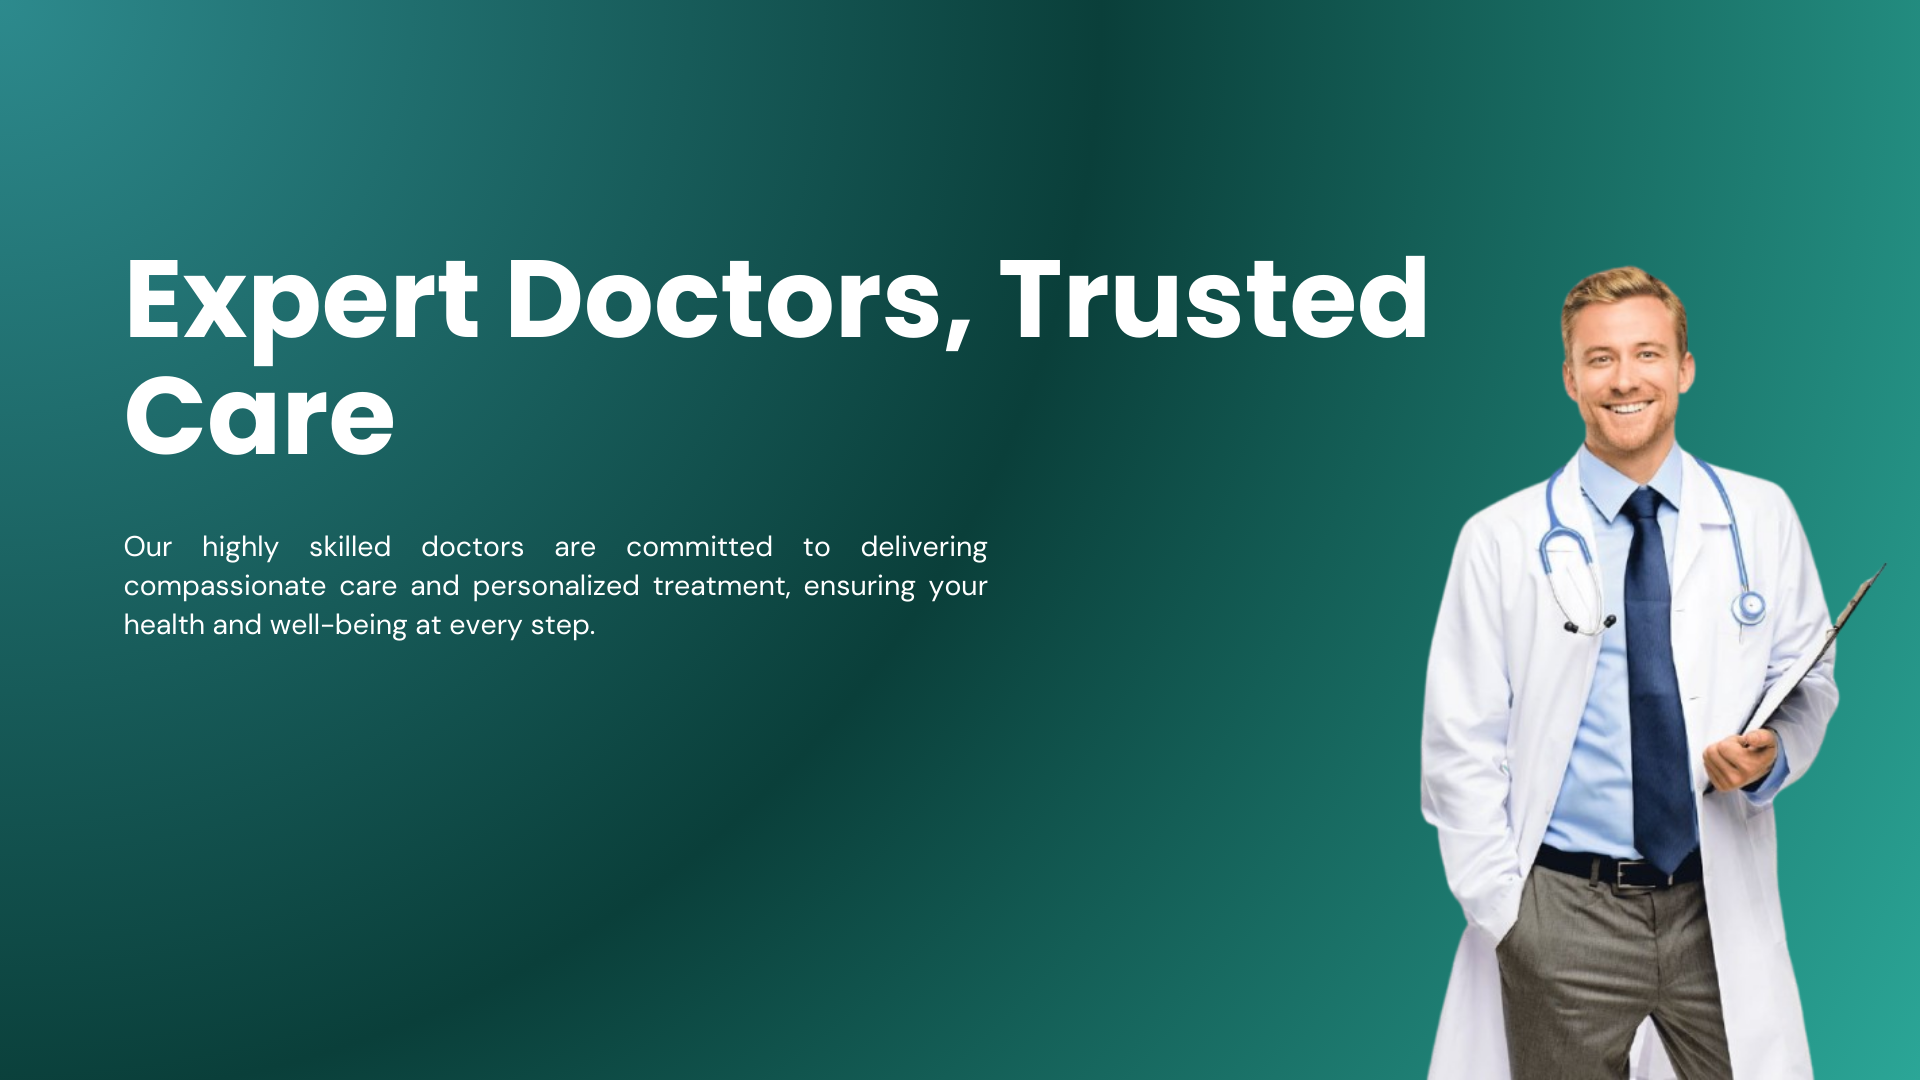 Expert Doctors, Trusted
Care
Our highly skilled doctors are committed to delivering
compassionate care and personalized treatment, ensuring your
health and well-being at every step.